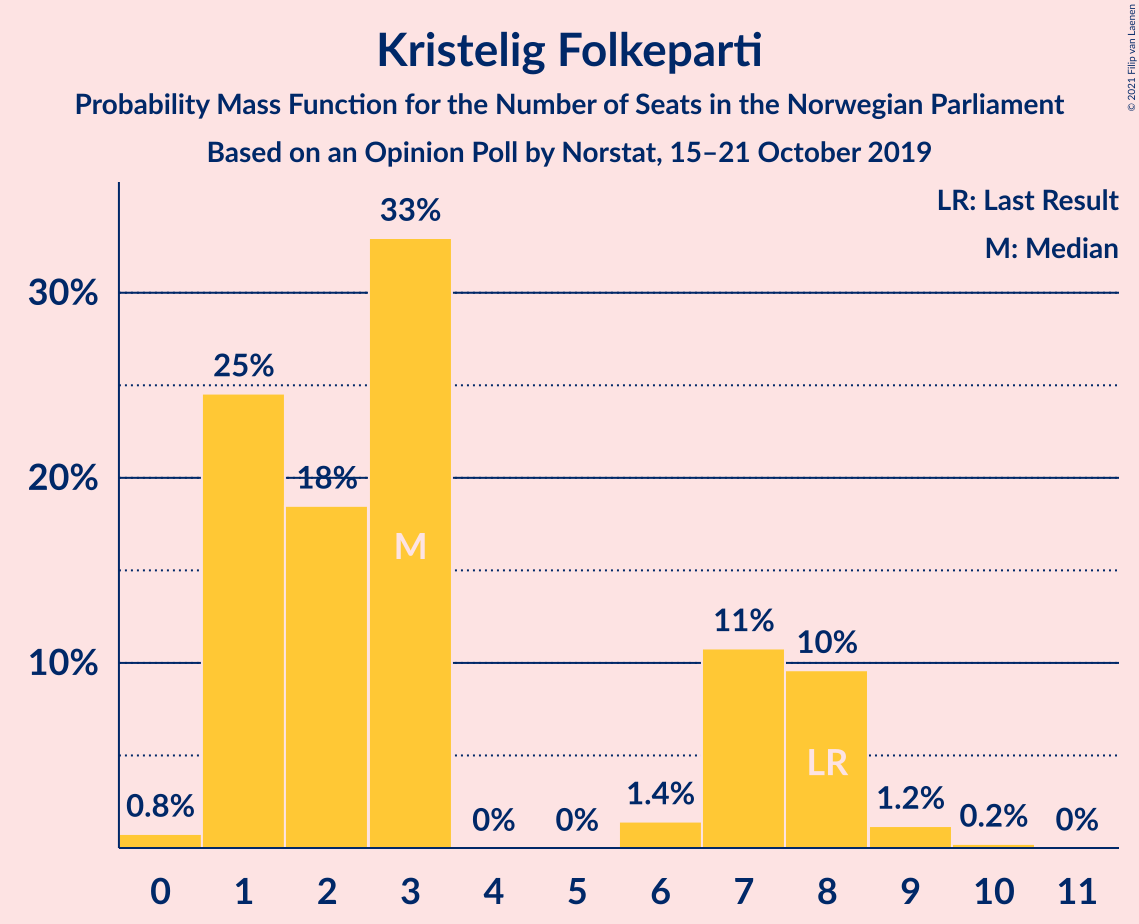 Kristelig Folkeparti
Probability Mass Function for the Number of Seats in the Norwegian Parliament
Based on an Opinion Poll by Norstat, 15–21 October 2019
© 2021 Filip van Laenen
LR: Last Result
M: Median
33%
30%
25%
20%
18%
M
11%
10%
10%
LR
0.8%
0%
0%
1.4%
1.2%
0.2%
0%
0 1 2 3 4 5 6 7 8 9 10 11